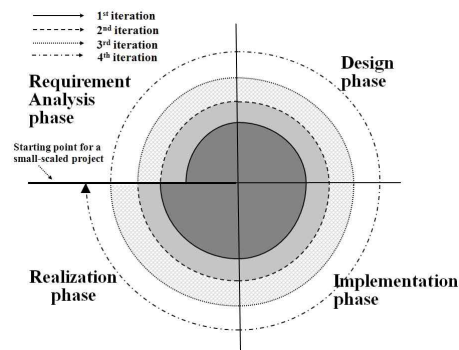 1st iteration
2nd iteration
3rd iteration
4th iteration
Requirement
Analysis
phase
Design
phase
Starting point for a
small-scaled project
Realization
phase
Implementation
phase